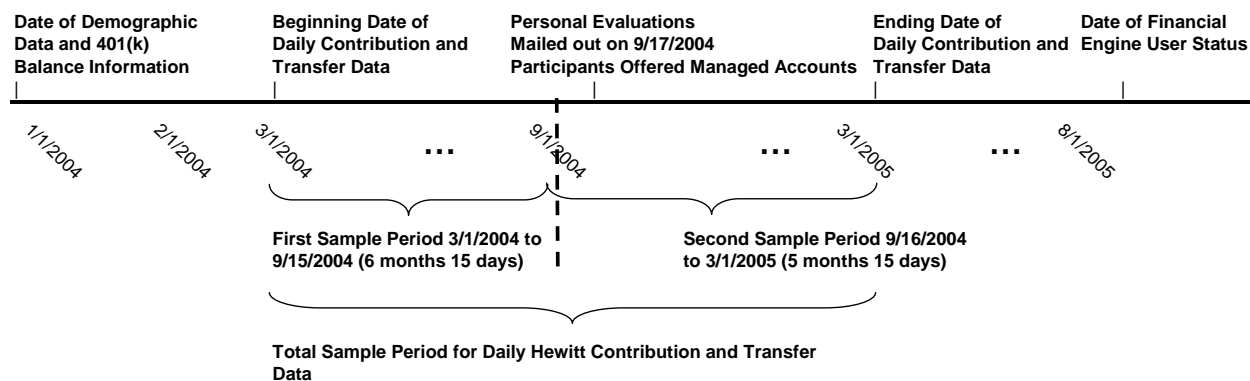 Date of Demographic
Data and 401(k)
Balance Information
Beginning Date of
Daily Contribution and
Transfer Data
Personal Evaluations
Mailed out on 9/17/2004
Participants Offered Managed Accounts
Ending Date of
Daily Contribution and
Transfer Data
Date of Financial
Engine User Status
1/1/2004
2/1/2004
3/1/2004
...
9/1/2004
...
3/1/2005
...
8/1/2005
First Sample Period 3/1/2004 to
9/15/2004 (6 months 15 days)
Second Sample Period 9/16/2004
to 3/1/2005 (5 months 15 days)
Total Sample Period for Daily Hewitt Contribution and Transfer
Data